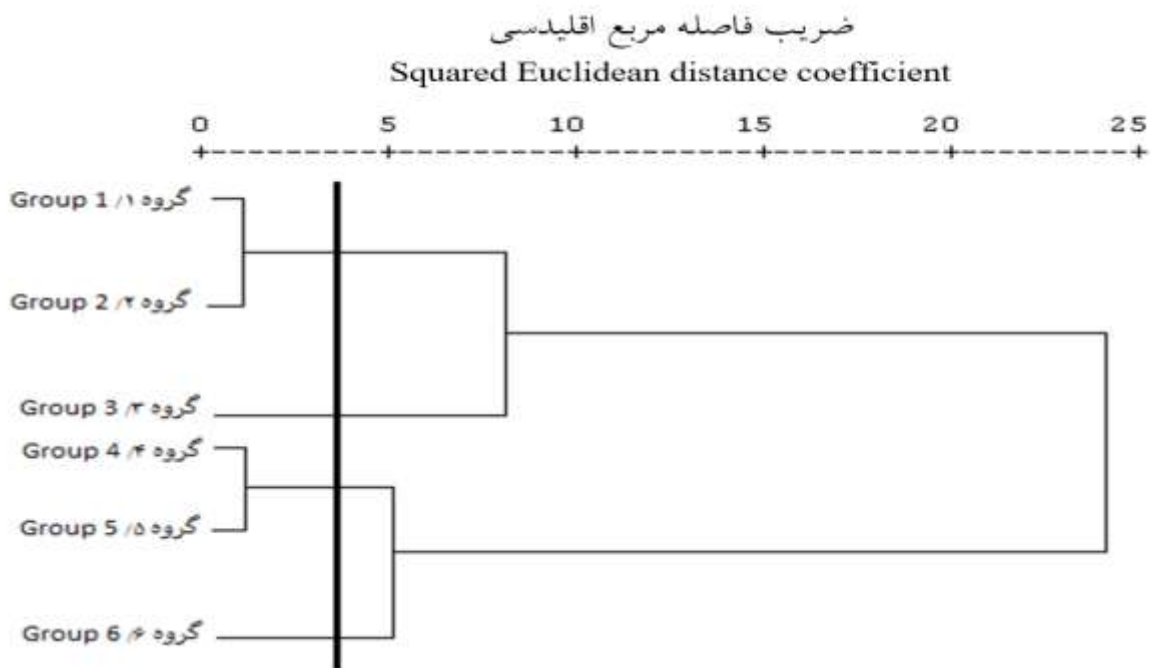 ضریب فاصله مربع اقلیدسی
Squared Euclidean distance coefficient
0 5 10 15 20 25
Group 1 /گروه ۱
Group 2 /گروه ۲
Group 3 /گروه ۳
Group 4 /گروه ۴
Group 5 /گروه ۵
Group 6 /گروه ۶